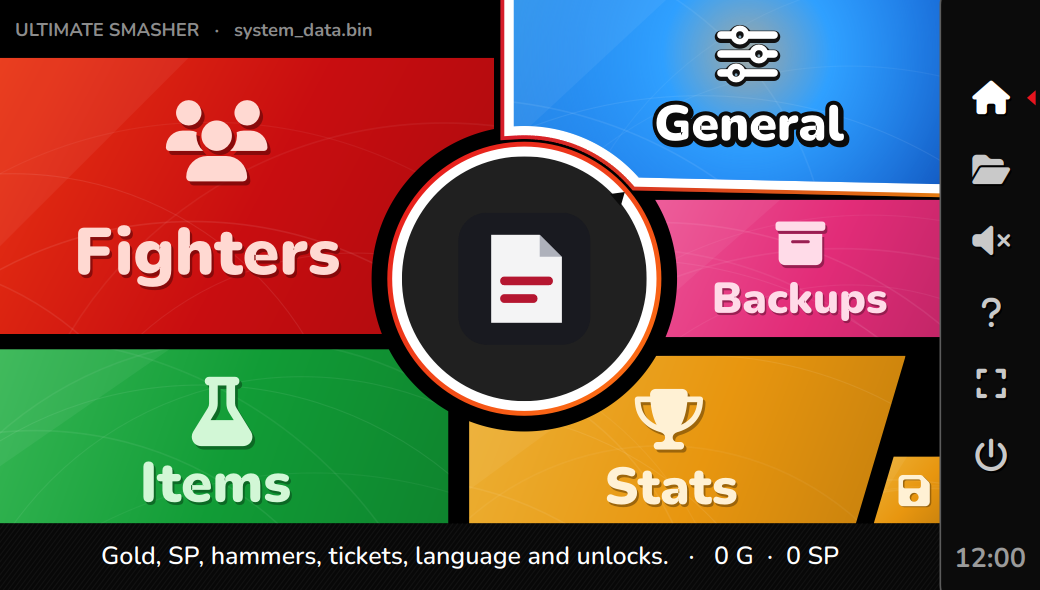 ULTIMATE SMASHER · system_data.bin
General
Fighters
Backups
Items
Stats
Gold, SP, hammers, tickets, language and unlocks. · 0 G · 0 SP
12:00